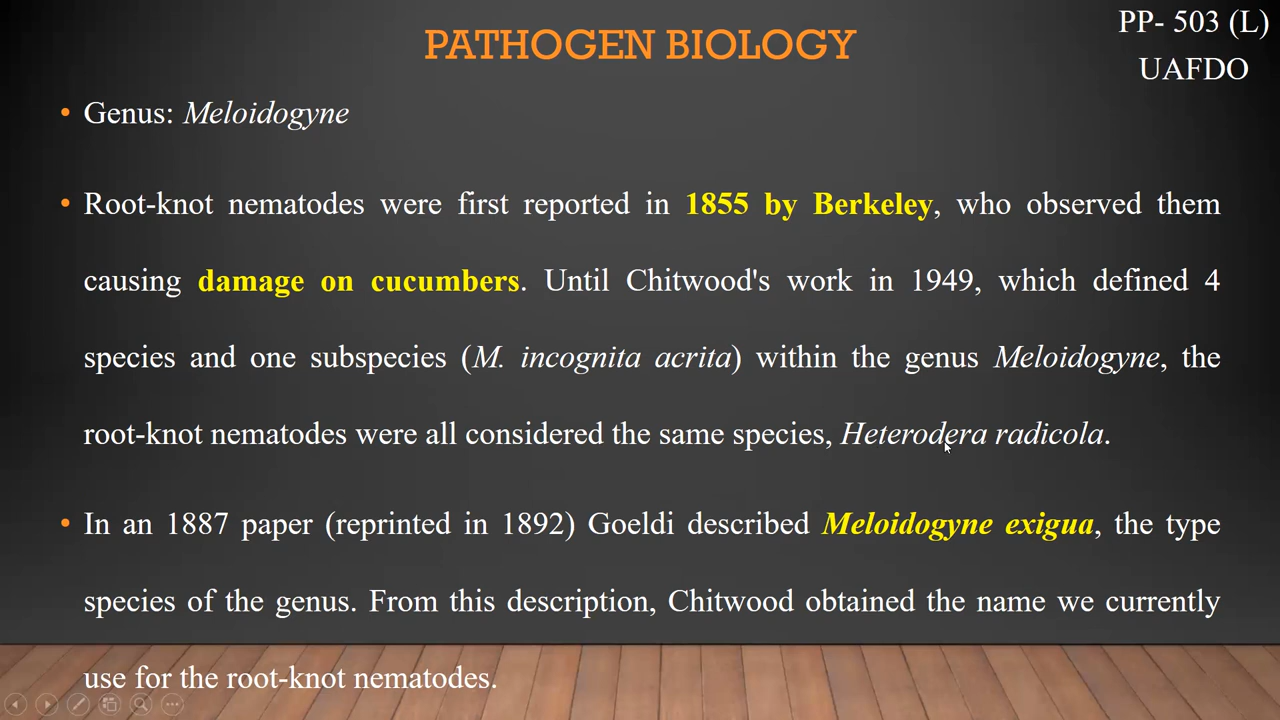 PATHOGEN BIOLOGY
PP- 503 (L)
UAFDO
• Genus: Meloidogyne
• Root-knot nematodes were first reported in 1855 by Berkeley, who observed them
causing damage on cucumbers. Until Chitwood's work in 1949, which defined 4
species and one subspecies (M. incognita acrita) within the genus Meloidogyne, the
root-knot nematodes were all considered the same species, Heterodera radicola.
• In an 1887 paper (reprinted in 1892) Goeldi described Meloidogyne exigua, the type
species of the genus. From this description, Chitwood obtained the name we currently
use for the root-knot nematodes.